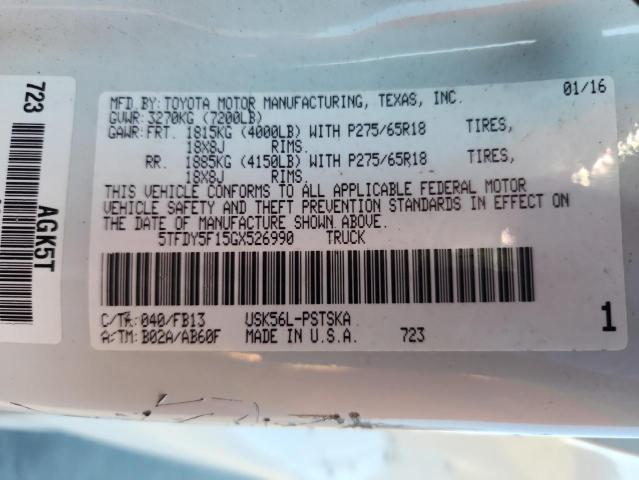 723
AGK5T
MFD.BY:TOYOTA MOTOR MANUFACTURING, TEXAS, INC. 01/16
GVWR:3270KG (7200LB)
GAWR:FRT. 1815KG (4000LB) WITH P275/65R18 TIRES,
18X8J RIMS.
RR. 1885KG (4150LB) WITH P275/65R18 TIRES,
18X8J RIMS.
THIS VEHICLE CONFORMS TO ALL APPLICABLE FEDERAL MOTOR
VEHICLE SAFETY AND THEFT PREVENTION STANDARDS IN EFFECT ON
THE DATE OF MANUFACTURE SHOWN ABOVE.
5TFDY5F15GX526990 TRUCK
C/TR:040/FB13 USK56L-PSTSKA
A/TM:B02A/AB60F MADE IN U.S.A. 723
1